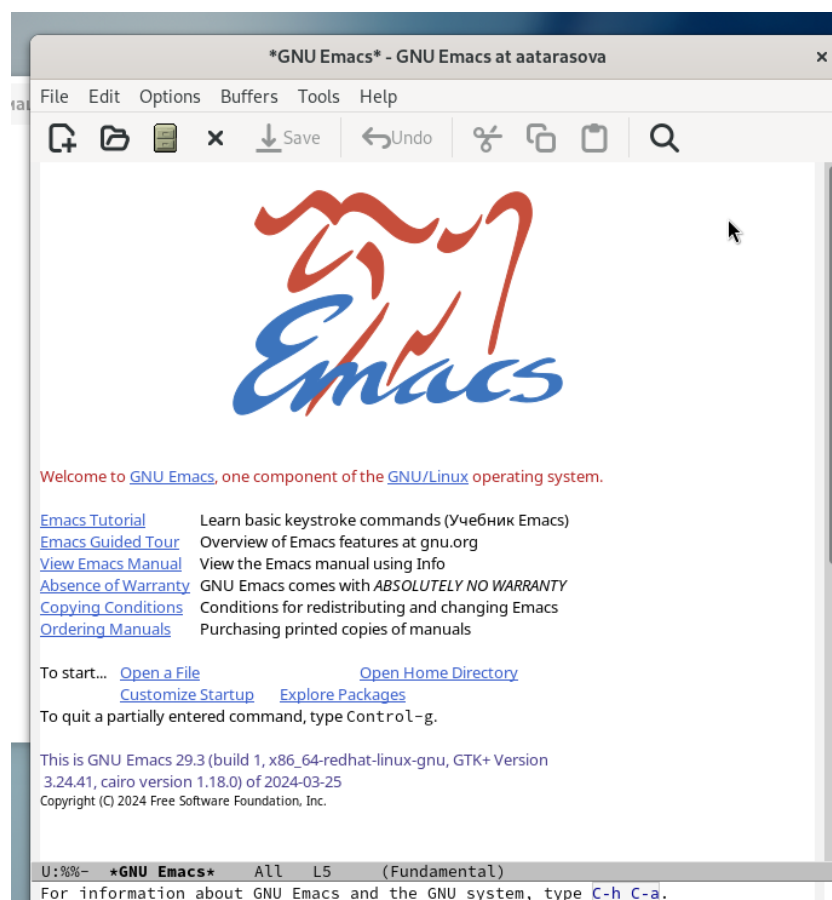 *GNU Emacs* - GNU Emacs at aatarasova
File Edit Options Buffers Tools Help
Save Undo
Emacs
Welcome to GNU Emacs, one component of the GNU/Linux operating system.
Emacs Tutorial Learn basic keystroke commands (Учебник Emacs)
Emacs Guided Tour Overview of Emacs features at gnu.org
View Emacs Manual View the Emacs manual using Info
Absence of Warranty GNU Emacs comes with ABSOLUTELY NO WARRANTY
Copying Conditions Conditions for redistributing and changing Emacs
Ordering Manuals Purchasing printed copies of manuals
To start... Open a File Open Home Directory
Customize Startup Explore Packages
To quit a partially entered command, type Control-g.
This is GNU Emacs 29.3 (build 1, x86_64-redhat-linux-gnu, GTK+ Version
3.24.41, cairo version 1.18.0) of 2024-03-25
Copyright (C) 2024 Free Software Foundation, Inc.
U:%%- *GNU Emacs* All L5 (Fundamental)
For information about GNU Emacs and the GNU system, type C-h C-a.